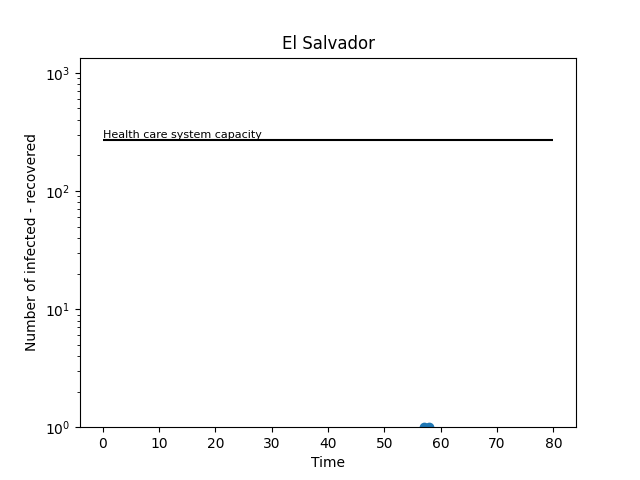 El Salvador
10³
Health care system capacity
10²
10¹
10⁰
Number of infected - recovered
0 10 20 30 40 50 60 70 80
Time